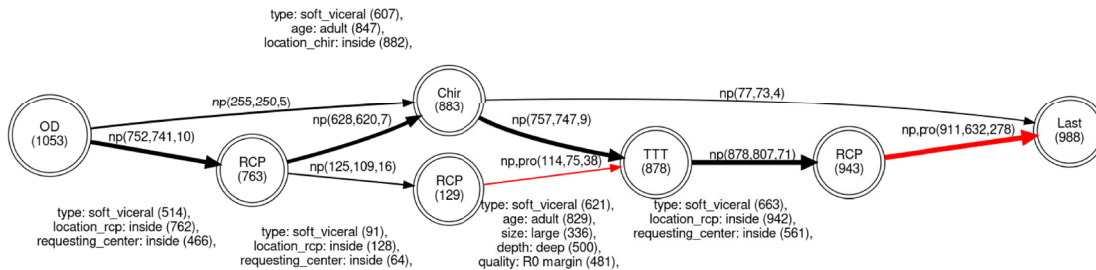 type: soft_viceral (607),
age: adult (847)
location_chir: inside (882),
OD
(1053)
np(255,250,5)
np(752,741,10)
RCP
(763)
np(628,620,7)
np(125,109,16)
Chir
(883)
RCP
(129)
np(77,73,4)
np(757,747,9)
np,pro(114,75,38)
TTT
(878)
np(878,807,71)
RCP
(943)
np,pro(911,632,278)
Last
(988)
type: soft_viceral (514),
location_rcp: inside (762),
requesting_center: inside (466),
type: soft_viceral (91),
location_rcp: inside (128),
requesting_center: inside (64),
type: soft_viceral (621),
age: adult (829),
size: large (336),
depth: deep (500),
quality: R0 margin (481),
type: soft_viceral (663),
location_rcp: inside (942),
requesting_center: inside (561),